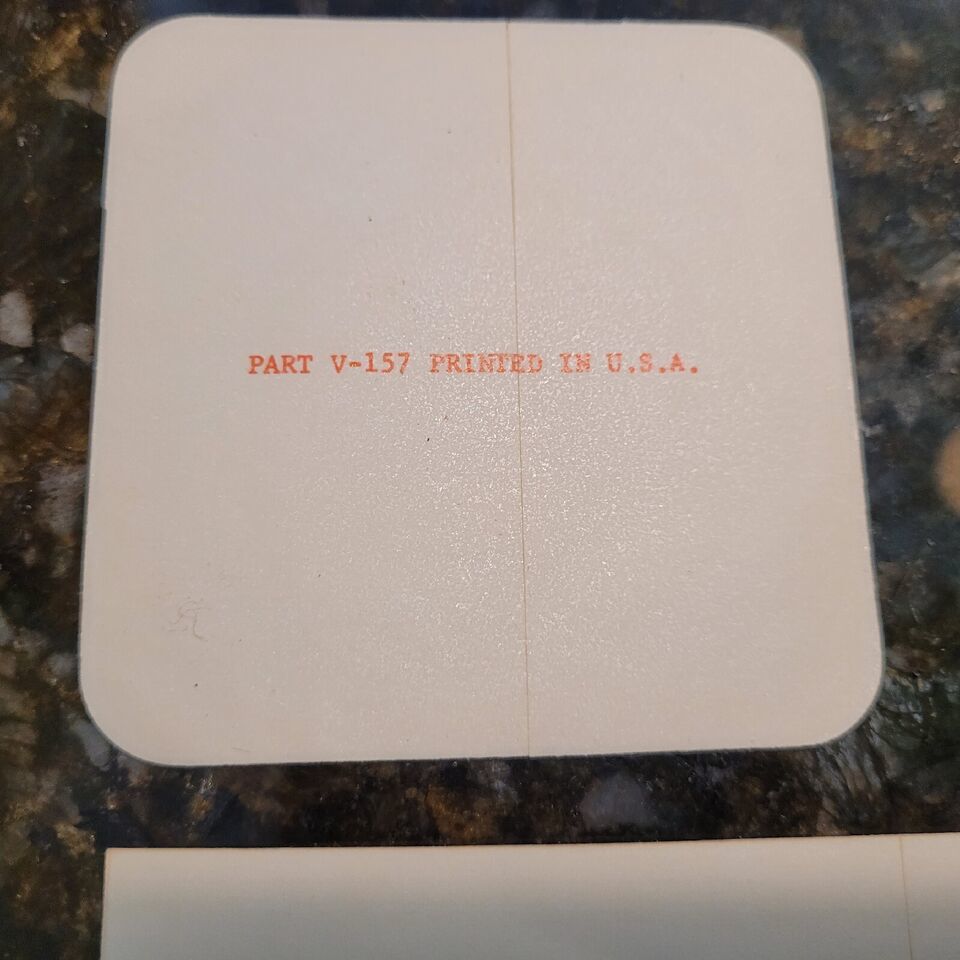 PART V-157 PRINTED IN U.S.A.